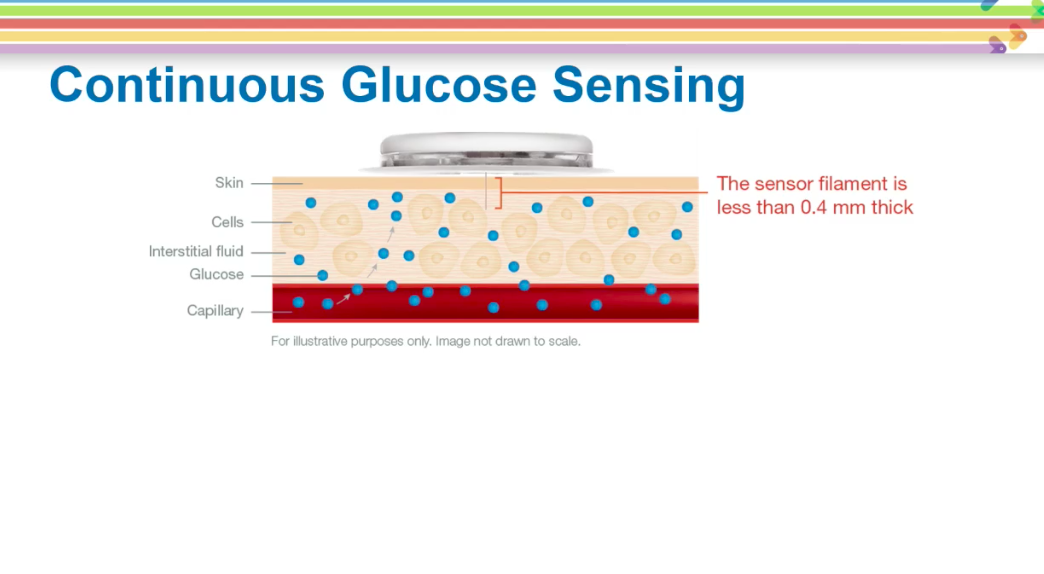 Continuous Glucose Sensing
Skin
Cells
Interstitial fluid
Glucose
Capillary
The sensor filament is
less than 0.4 mm thick
For illustrative purposes only. Image not drawn to scale.